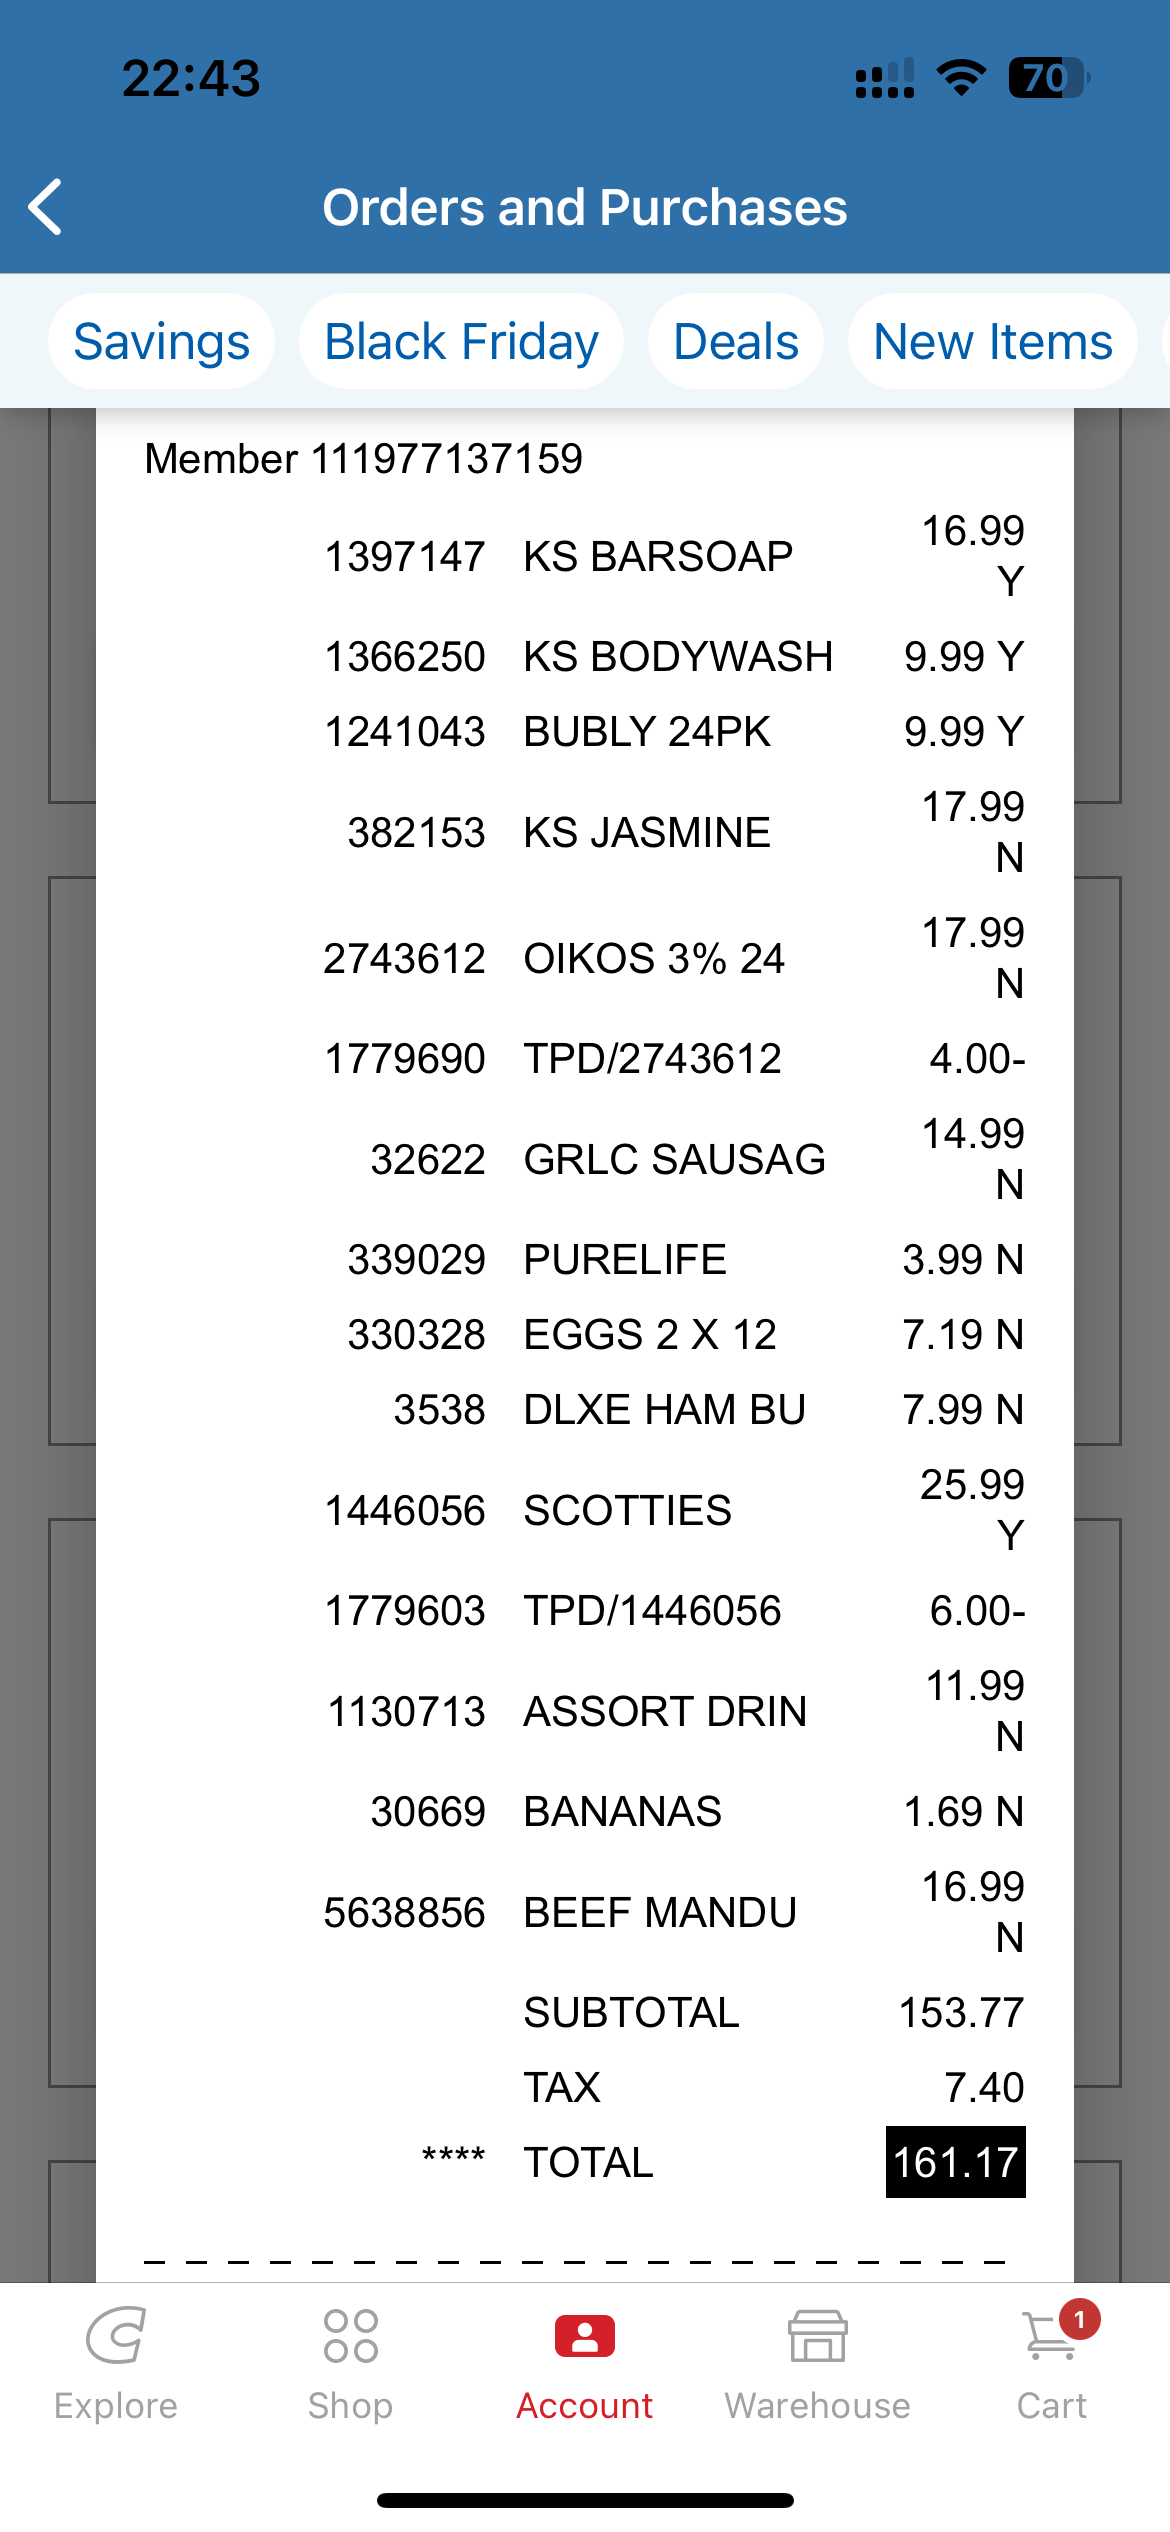 22:43
70
Orders and Purchases
Savings Black Friday Deals New Items
Member 111977137159
1397147 KS BARSOAP 16.99 Y
1366250 KS BODYWASH 9.99 Y
1241043 BUBLY 24PK 9.99 Y
382153 KS JASMINE 17.99 N
2743612 OIKOS 3% 24 17.99 N
1779690 TPD/2743612 4.00-
32622 GRLC SAUSAG 14.99 N
339029 PURELIFE 3.99 N
330328 EGGS 2 X 12 7.19 N
3538 DLXE HAM BU 7.99 N
1446056 SCOTTIES 25.99 Y
1779603 TPD/1446056 6.00-
1130713 ASSORT DRIN 11.99 N
30669 BANANAS 1.69 N
5638856 BEEF MANDU 16.99 N
SUBTOTAL 153.77
TAX 7.40
**** TOTAL 161.17
1
Explore Shop Account Warehouse Cart